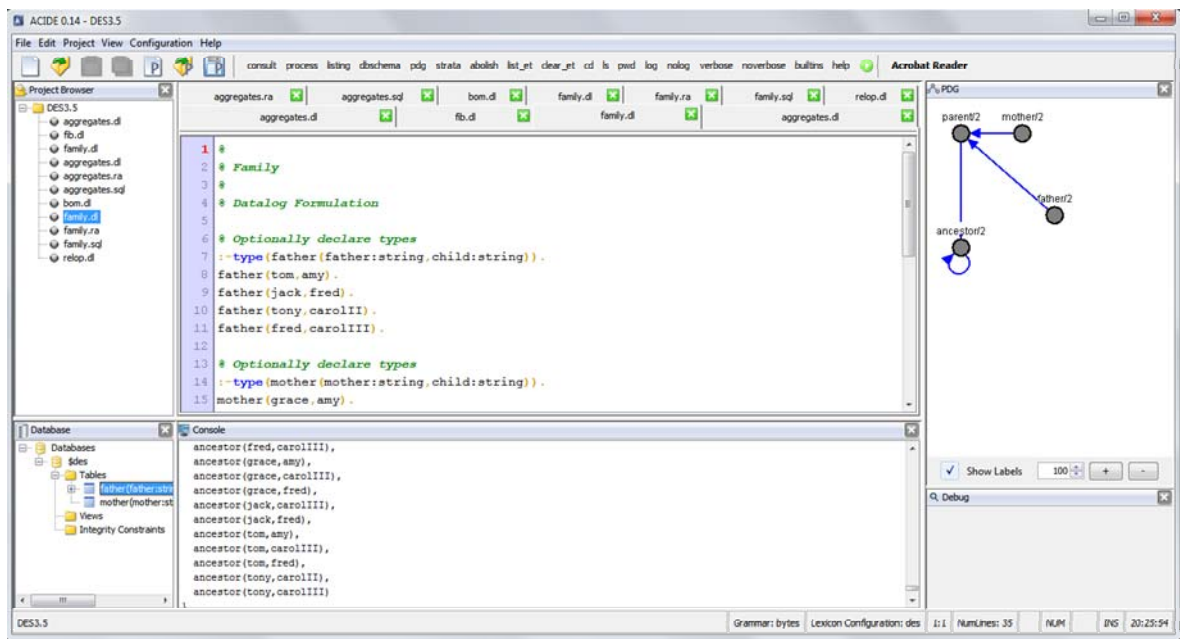 ACIDE 0.14 - DES3.5
File Edit Project View Configuration Help
consult process listing dbschema pdg strata abolish list_et clear_et cd ls pwd log nolog verbose noverbose builtins help Acrobat Reader
Project Browser
DES3.5
aggregates.dl
fib.dl
family.dl
aggregates.dl
aggregates.ra
aggregates.sql
bom.dl
family.dl
family.ra
family.sql
relop.dl
aggregates.ra aggregates.sql bom.dl family.dl family.ra family.sql relop.dl
aggregates.dl fib.dl family.dl aggregates.dl
1 %
2 % Family
3 %
4 % Datalog Formulation
5
6 % Optionally declare types
7 :-type(father(father:string,child:string)).
8 father(tom,amy).
9 father(jack,fred).
10 father(tony,carolII).
11 father(fred,carolIII).
12
13 % Optionally declare types
14 :-type(mother(mother:string,child:string)).
15 mother(grace,amy).
PDG
parent/2 mother/2
father/2
ancestor/2
Show Labels 100 + -
Database
Databases
$des
Tables
father(father:strin
mother(mother:st
Views
Integrity Constraints
Console
ancestor(fred,carolIII),
ancestor(grace,amy),
ancestor(grace,carolIII),
ancestor(grace,fred),
ancestor(jack,carolIII),
ancestor(jack,fred),
ancestor(tom,amy),
ancestor(tom,carolIII),
ancestor(tom,fred),
ancestor(tony,carolII),
ancestor(tony,carolIII)
Debug
DES3.5 Grammar: bytes Lexicon Configuration: des 1:1 NumLines: 35 NUM INS 20:25:54